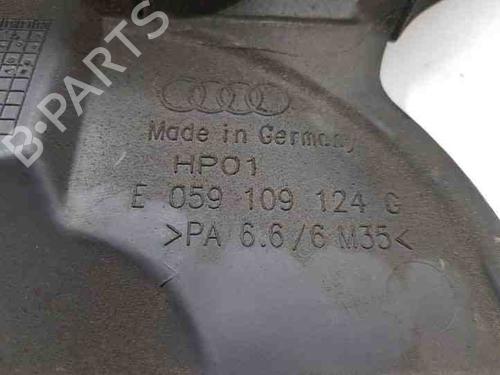 B-PARTS
Made in Germany
HP01
E 059 109 124 G
>PA 6.6/6 M35<